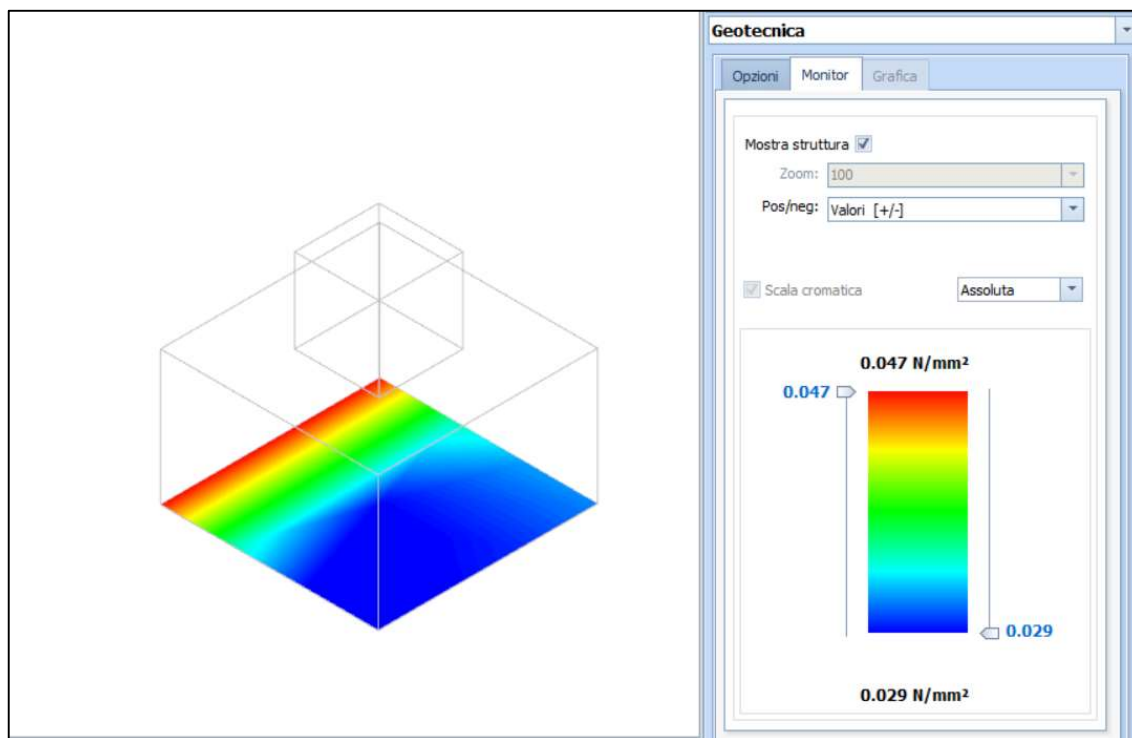 Geotecnica
Opzioni Monitor Grafica
Mostra struttura
Zoom: 100
Pos/neg: Valori [+/-]
Scala cromatica Assoluta
0.047 N/mm²
0.047
0.029
0.029 N/mm²